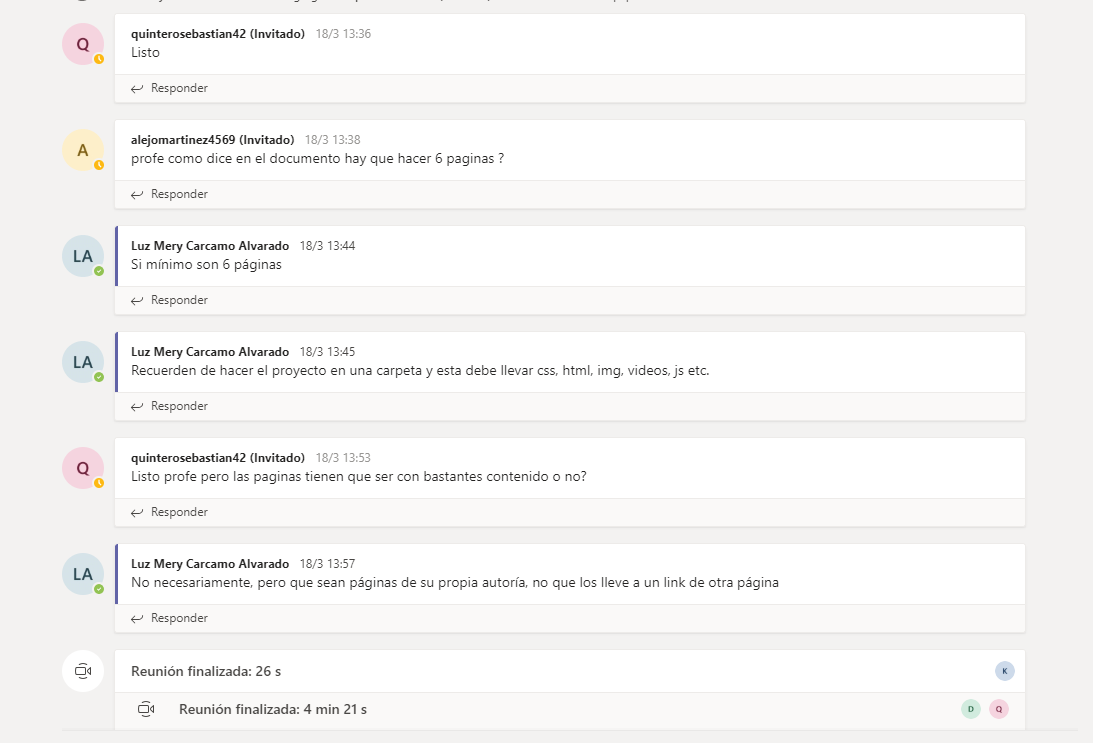 Q
quinterosebastian42 (Invitado) 18/3 13:36
Listo
Responder
A
alejomartinez4569 (Invitado) 18/3 13:38
profe como dice en el documento hay que hacer 6 paginas ?
Responder
LA
Luz Mery Carcamo Alvarado 18/3 13:44
Si mínimo son 6 páginas
Responder
LA
Luz Mery Carcamo Alvarado 18/3 13:45
Recuerden de hacer el proyecto en una carpeta y esta debe llevar css, html, img, videos, js etc.
Responder
Q
quinterosebastian42 (Invitado) 18/3 13:53
Listo profe pero las paginas tienen que ser con bastantes contenido o no?
Responder
LA
Luz Mery Carcamo Alvarado 18/3 13:57
No necesariamente, pero que sean páginas de su propia autoría, no que los lleve a un link de otra página
Responder
Reunión finalizada: 26 s K
Reunión finalizada: 4 min 21 s D Q